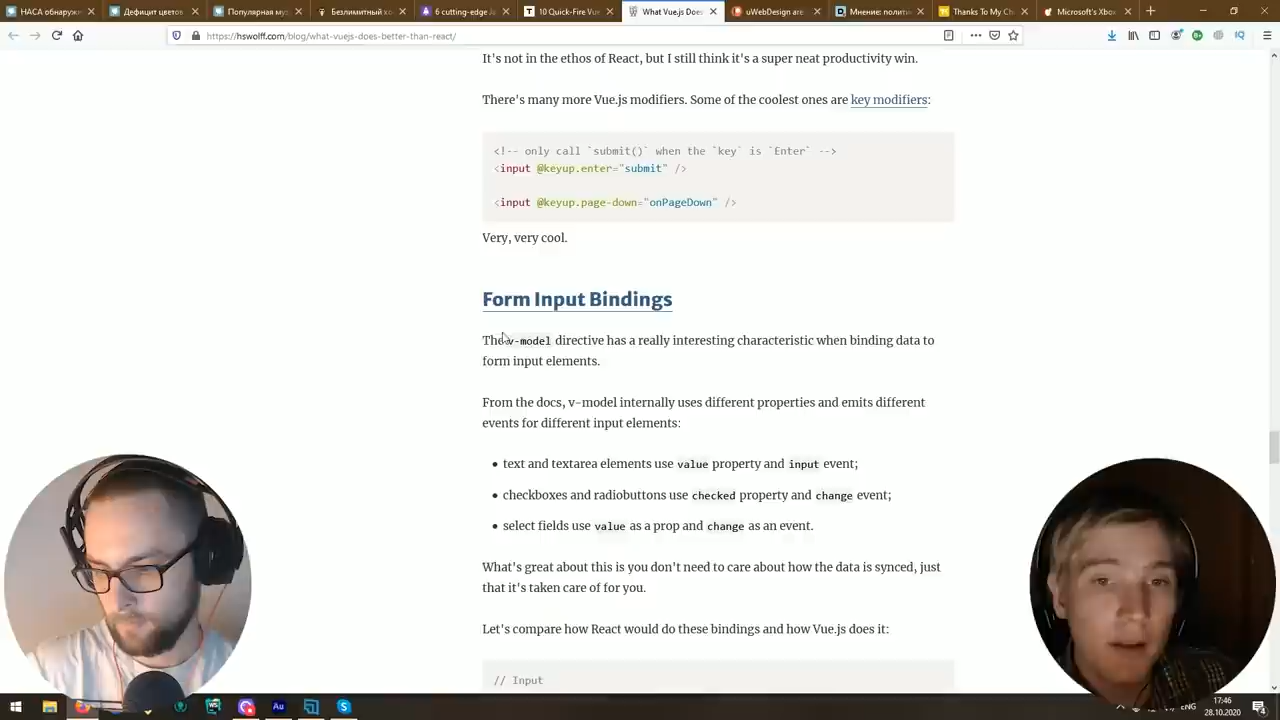 НАСА обнаружи
Дефицит цветов
Популярная муз
Безлимитный ко
6 cutting-edge J
10 Quick-Fire Vue
What Vue.js Does
uWebDesign are
Мнение: полити
Thanks To My Ch
Microsoft's Xbo
https://hswolff.com/blog/what-vuejs-does-better-than-react/
It's not in the ethos of React, but I still think it's a super neat productivity win.
There's many more Vue.js modifiers. Some of the coolest ones are key modifiers:
<!-- only call `submit()` when the `key` is `Enter` -->
<input @keyup.enter="submit" />
<input @keyup.page-down="onPageDown" />
Very, very cool.
Form Input Bindings
The v-model directive has a really interesting characteristic when binding data to
form input elements.
From the docs, v-model internally uses different properties and emits different
events for different input elements:
• text and textarea elements use value property and input event;
• checkboxes and radiobuttons use checked property and change event;
• select fields use value as a prop and change as an event.
What's great about this is you don't need to care about how the data is synced, just
that it's taken care of for you.
Let's compare how React would do these bindings and how Vue.js does it:
// Input
Au
ENG
17:46
28.10.2020